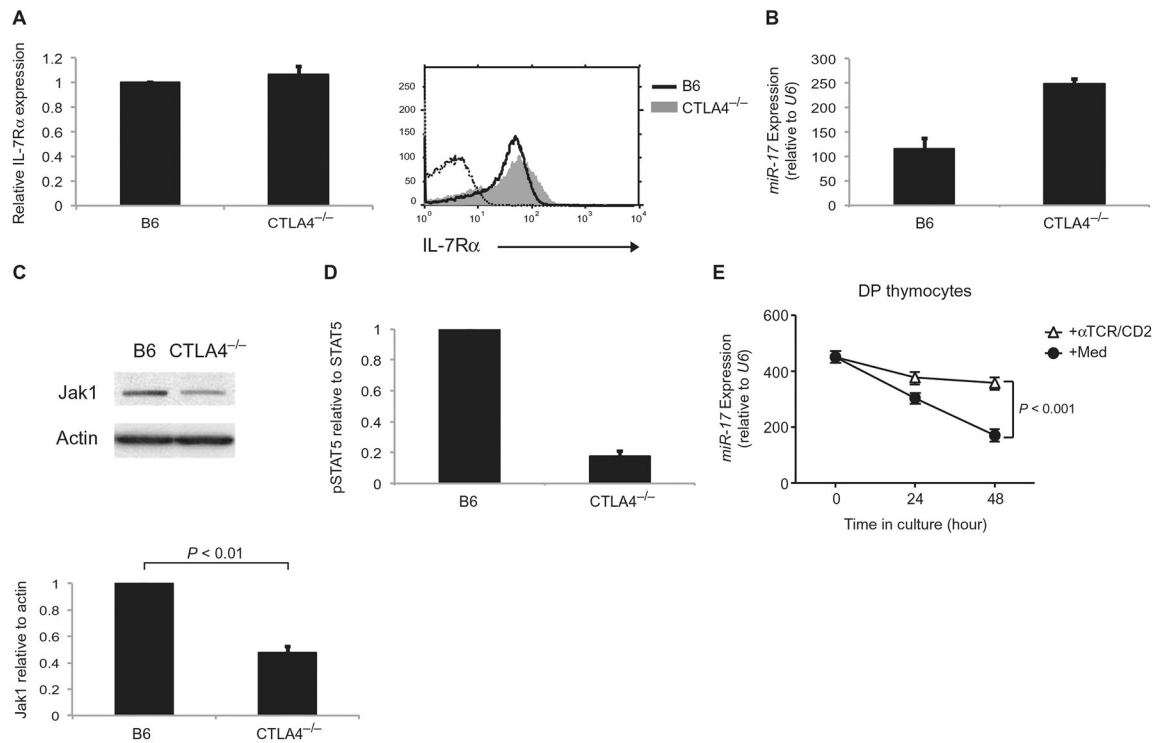 A
Relative IL-7Rα expression
1.2
1
0.8
0.6
0.4
0.2
0
B6
CTLA4–/–
250
200
150
100
50
0
10⁰
10¹
10²
10³
10⁴
IL-7Rα
B6
CTLA4–/–
B
miR-17 Expression
(relative to U6)
300
250
200
150
100
50
0
B6
CTLA4–/–
C
B6 CTLA4–/–
Jak1
Actin
P < 0.01
Jak1 relative to actin
1
0.8
0.6
0.4
0.2
0
B6
CTLA4–/–
D
pSTAT5 relative to STAT5
1
0.8
0.6
0.4
0.2
0
B6
CTLA4–/–
E
DP thymocytes
miR-17 Expression
(relative to U6)
600
400
200
0
0
24
48
Time in culture (hour)
+αTCR/CD2
+Med
P < 0.001